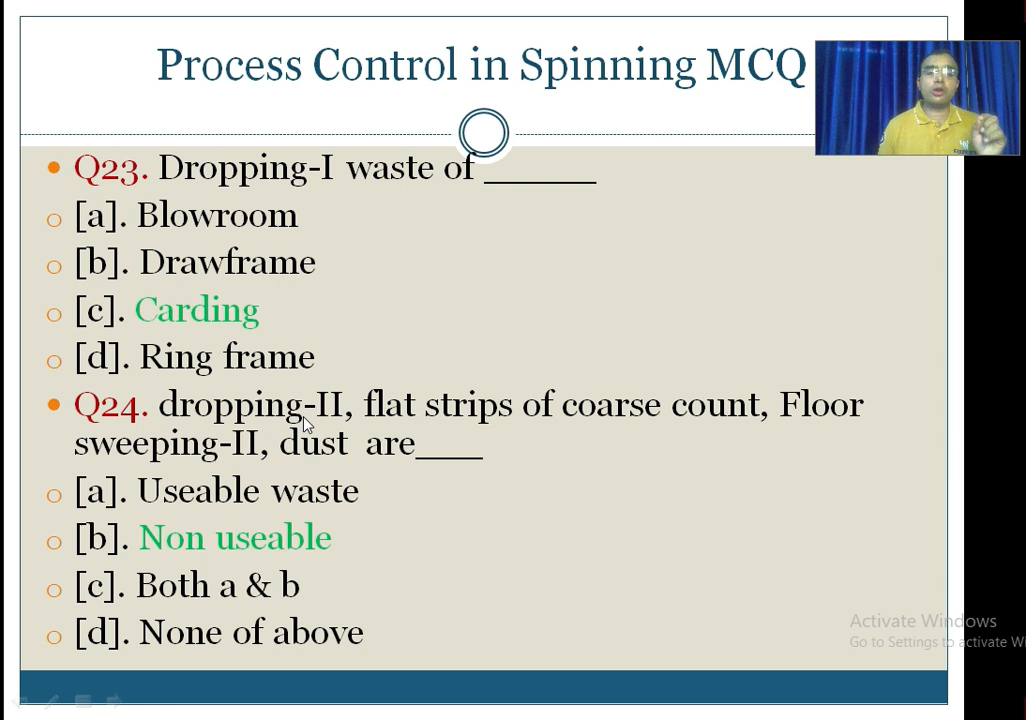 Process Control in Spinning MCQ
Q23. Dropping-I waste of ______
[a]. Blowroom
[b]. Drawframe
[c]. Carding
[d]. Ring frame
Q24. dropping-II, flat strips of coarse count, Floor
sweeping-II, dust are___
[a]. Useable waste
[b]. Non useable
[c]. Both a & b
[d]. None of above
Activate Windows
Go to Settings to activate Wi